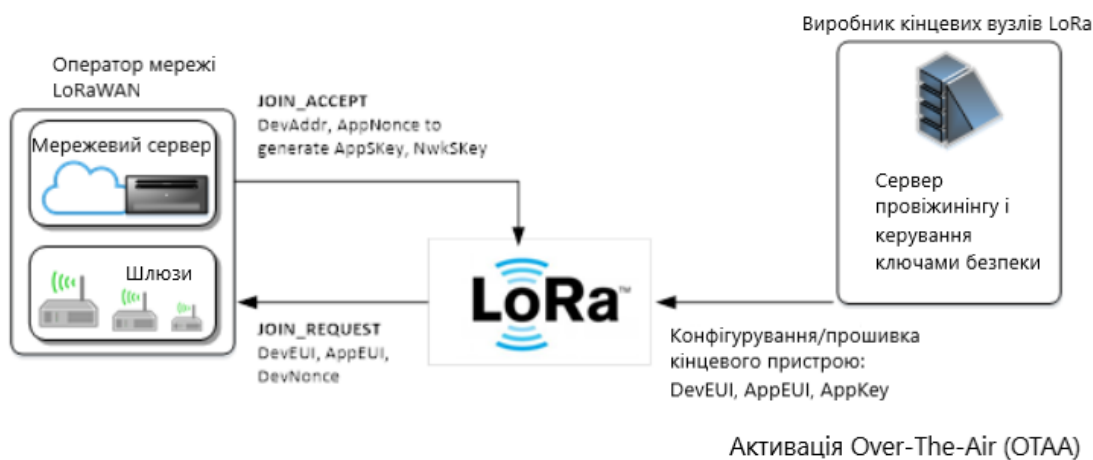 Виробник кінцевих вузлів LoRa
Оператор мережі
LoRaWAN
Мережевий сервер
Шлюзи
JOIN_ACCEPT
DevAddr, AppNonce to
generate AppSKey, NwkSKey
LoRa™
JOIN_REQUEST
DevEUI, AppEUI,
DevNonce
Сервер
провіжинінгу і
керування
ключами безпеки
Конфігурування/прошивка
кінцевого пристрою:
DevEUI, AppEUI, AppKey
Активація Over-The-Air (OTAA)